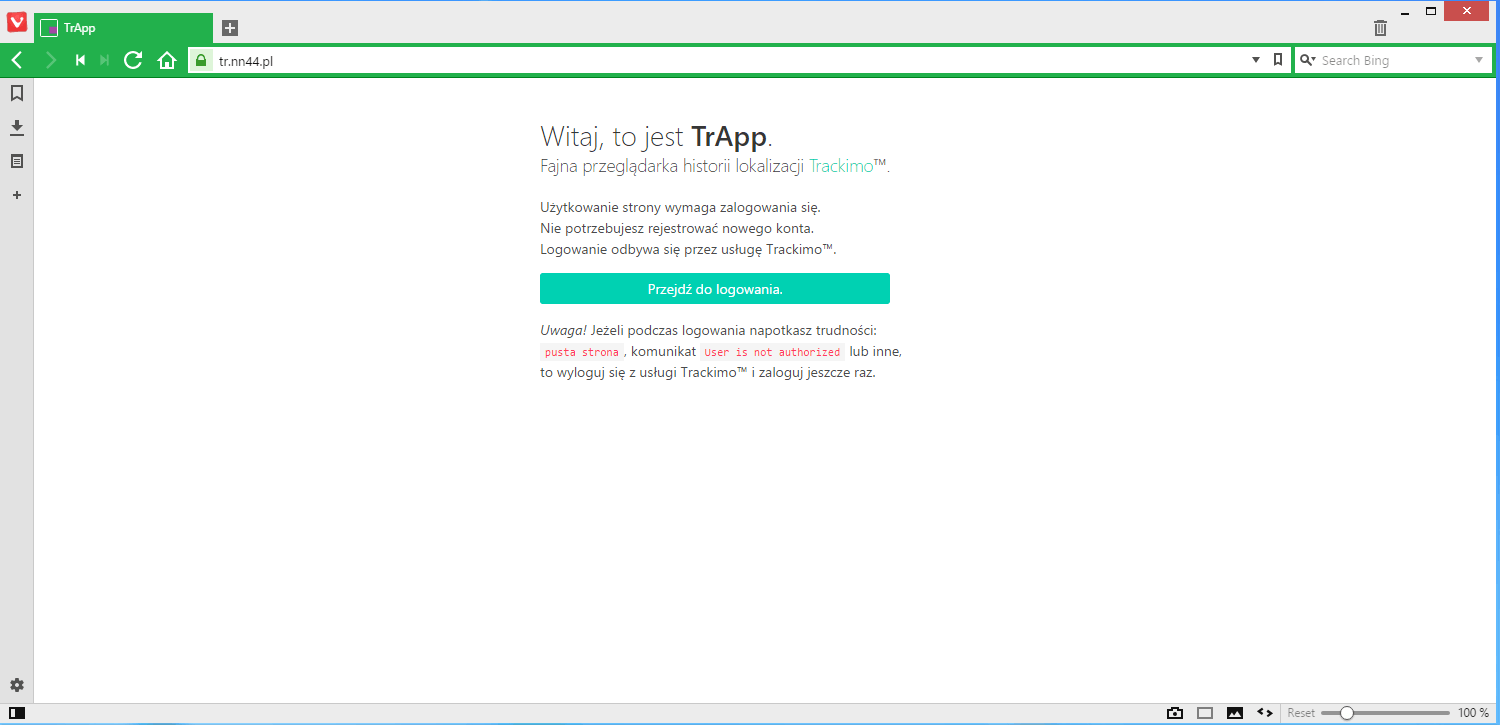 TrApp
tr.nn44.pl
Search Bing
Witaj, to jest TrApp.
Fajna przeglądarka historii lokalizacji Trackimo™.
Użytkowanie strony wymaga zalogowania się.
Nie potrzebujesz rejestrować nowego konta.
Logowanie odbywa się przez usługę Trackimo™.
Przejdź do logowania.
Uwaga! Jeżeli podczas logowania napotkasz trudności:
pusta strona, komunikat User is not authorized lub inne,
to wyloguj się z usługi Trackimo™ i zaloguj jeszcze raz.
Reset 100 %